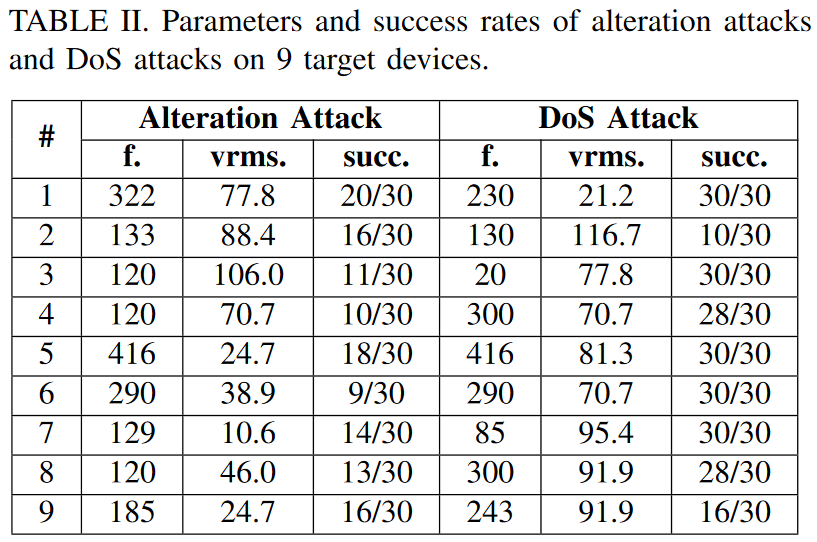 TABLE II. Parameters and success rates of alteration attacks
and DoS attacks on 9 target devices.
# Alteration Attack DoS Attack
f. vrms. succ. f. vrms. succ.
1 322 77.8 20/30 230 21.2 30/30
2 133 88.4 16/30 130 116.7 10/30
3 120 106.0 11/30 20 77.8 30/30
4 120 70.7 10/30 300 70.7 28/30
5 416 24.7 18/30 416 81.3 30/30
6 290 38.9 9/30 290 70.7 30/30
7 129 10.6 14/30 85 95.4 30/30
8 120 46.0 13/30 300 91.9 28/30
9 185 24.7 16/30 243 91.9 16/30